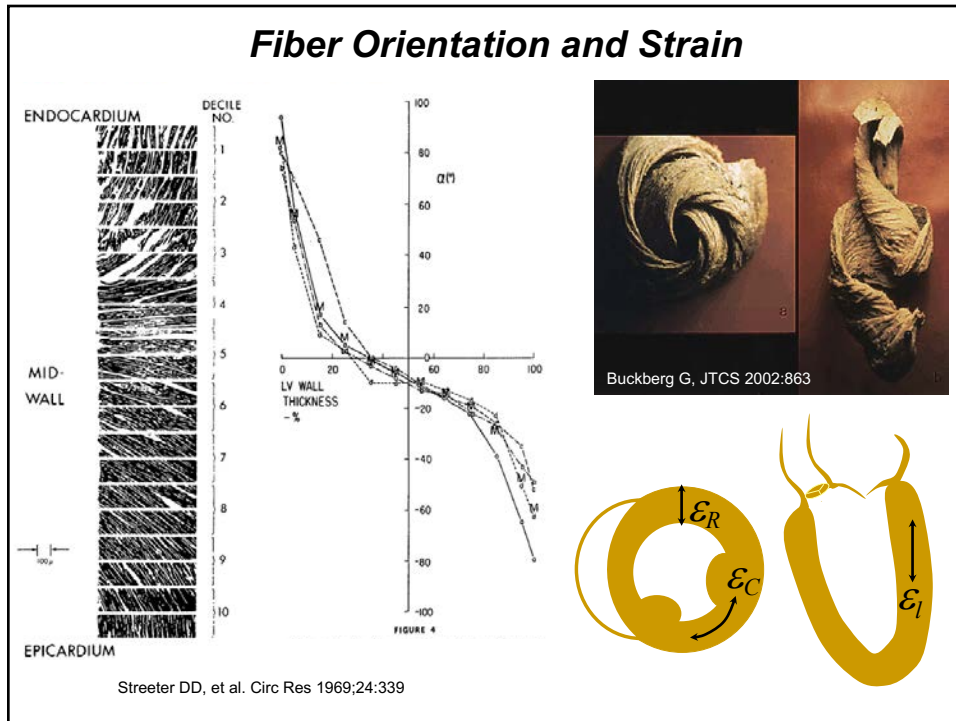 Fiber Orientation and Strain
ENDOCARDIUM
DECILE
NO.
1
2
3
4
5
6
7
8
9
10
MID-
WALL
100μ
EPICARDIUM
100
80
α(°)
60
40
20
0
20
40
60
80
100
LV WALL
THICKNESS
-%
-20
-40
-60
-80
-100
M
M
M
M
M
M
M
M
M
M
M
M
FIGURE 4
Streeter DD, et al. Circ Res 1969;24:339
a
b
Buckberg G, JTCS 2002:863
εR
εC
εl